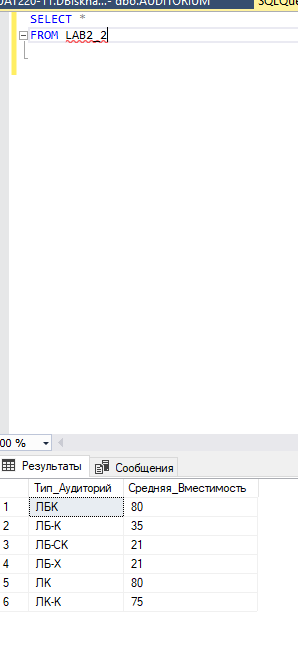 JAT220-11.DBiskha...- dbo.AUDITORIUM SQLQue
SELECT *
FROM LAB2_2
00 %
Результаты Сообщения
Тип_Аудиторий Средняя_Вместимость
1 ЛБК 80
2 ЛБ-К 35
3 ЛБ-СК 21
4 ЛБ-Х 21
5 ЛК 80
6 ЛК-К 75